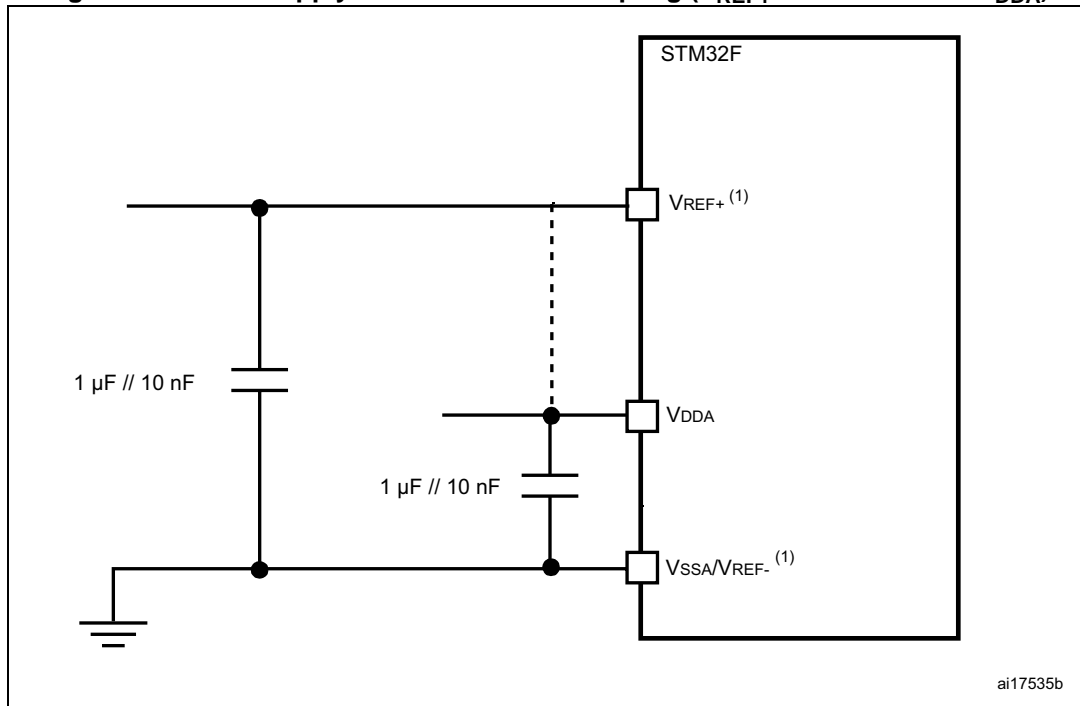 STM32F
VREF+ (1)
1 µF // 10 nF
VDDA
1 µF // 10 nF
VSSA/VREF- (1)
ai17535b